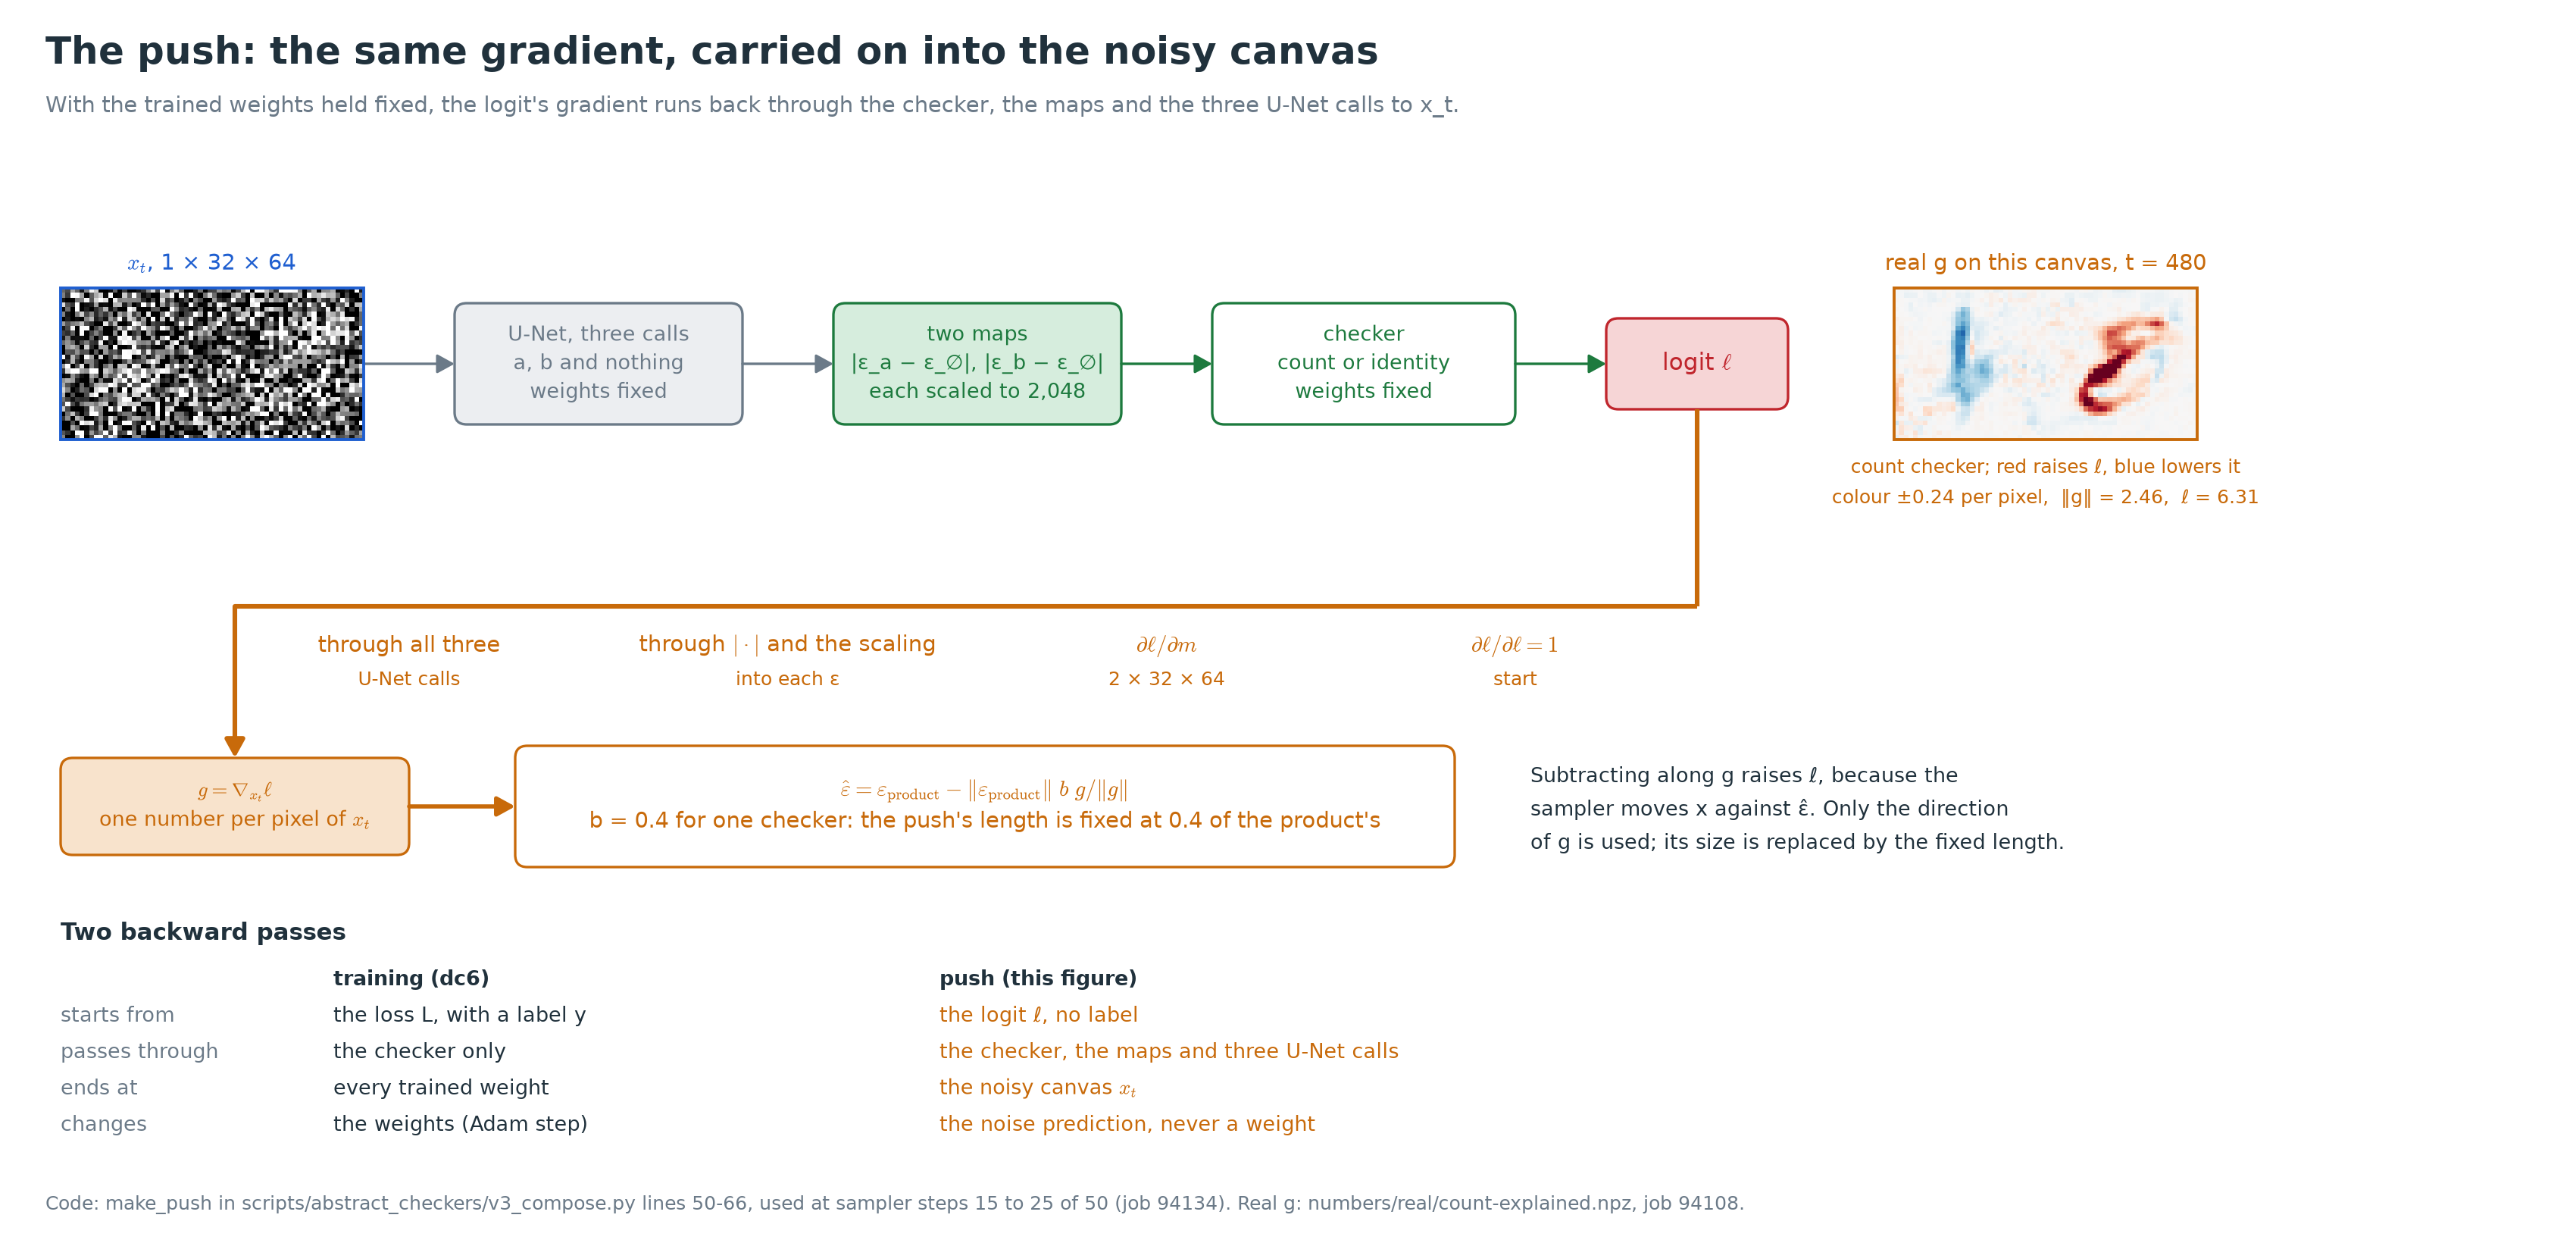 The push: the same gradient, carried on into the noisy canvas
With the trained weights held fixed, the logit's gradient runs back through the checker, the maps and the three U-Net calls to x_t.
x_t, 1 × 32 × 64
U-Net, three calls
a, b and nothing
weights fixed
two maps
|ε_a − ε_∅|, |ε_b − ε_∅|
each scaled to 2,048
checker
count or identity
weights fixed
logit ℓ
real g on this canvas, t = 480
count checker; red raises ℓ, blue lowers it
colour ±0.24 per pixel, ‖g‖ = 2.46, ℓ = 6.31
through all three
U-Net calls
through | · | and the scaling
into each ε
∂ℓ/∂m
2 × 32 × 64
∂ℓ/∂ℓ = 1
start
g = ∇_{x_t} ℓ
one number per pixel of x_t
ε̂ = ε_product − ‖ε_product‖ b g/‖g‖
b = 0.4 for one checker: the push's length is fixed at 0.4 of the product's
Subtracting along g raises ℓ, because the
sampler moves x against ε̂. Only the direction
of g is used; its size is replaced by the fixed length.
Two backward passes
training (dc6) push (this figure)
starts from the loss L, with a label y the logit ℓ, no label
passes through the checker only the checker, the maps and three U-Net calls
ends at every trained weight the noisy canvas x_t
changes the weights (Adam step) the noise prediction, never a weight
Code: make_push in scripts/abstract_checkers/v3_compose.py lines 50-66, used at sampler steps 15 to 25 of 50 (job 94134). Real g: numbers/real/count-explained.npz, job 94108.